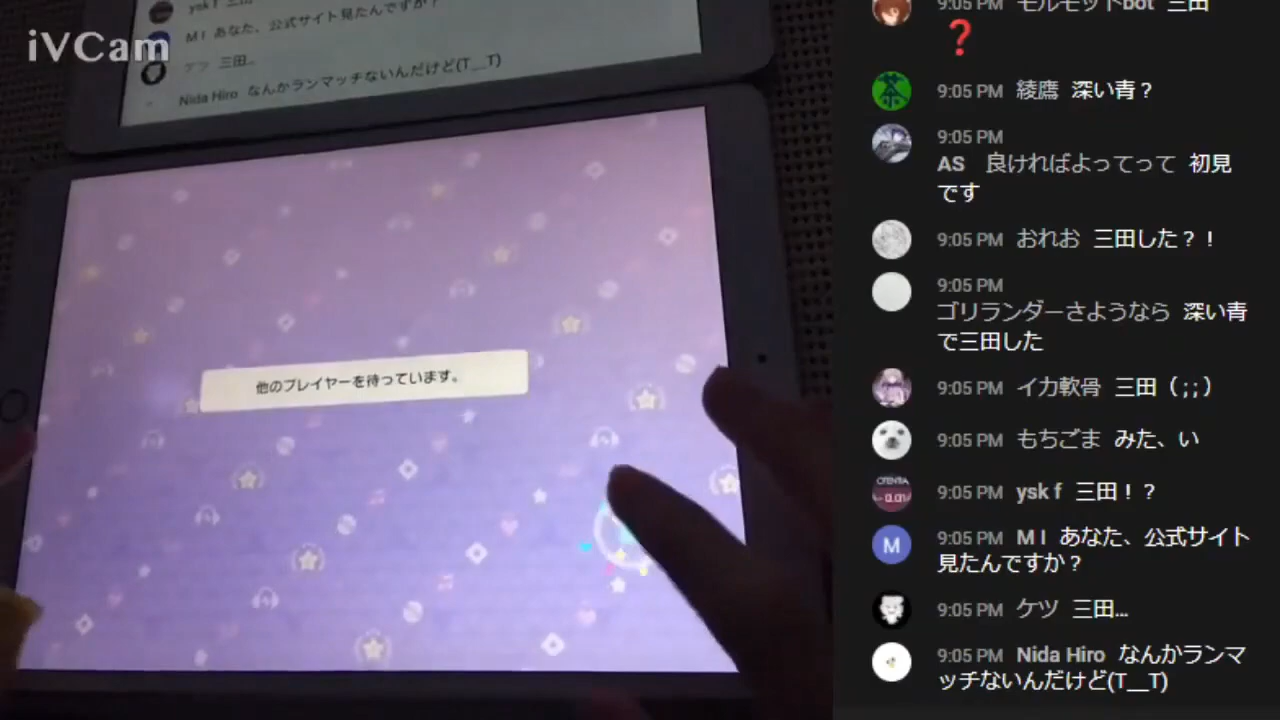 iVCam
ysk f 三田
M I あなた、公式サイト見たんですか？
ケツ 三田…
Nida Hiro なんかランマッチないんだけど(T__T)
他のプレイヤーを待っています。
9:05 PM モルモットbot 三田
❓
9:05 PM 綾鷹 深い青？
9:05 PM
AS 良ければよってって 初見
です
9:05 PM おれお 三田した？！
9:05 PM
ゴリランダーさようなら 深い青
で三田した
9:05 PM イカ軟骨 三田（ ; ; ）
9:05 PM もちごま みた、い
9:05 PM ysk f 三田！？
M
9:05 PM M I あなた、公式サイト
見たんですか？
9:05 PM ケツ 三田…
9:05 PM Nida Hiro なんかランマ
ッチないんだけど(T__T)